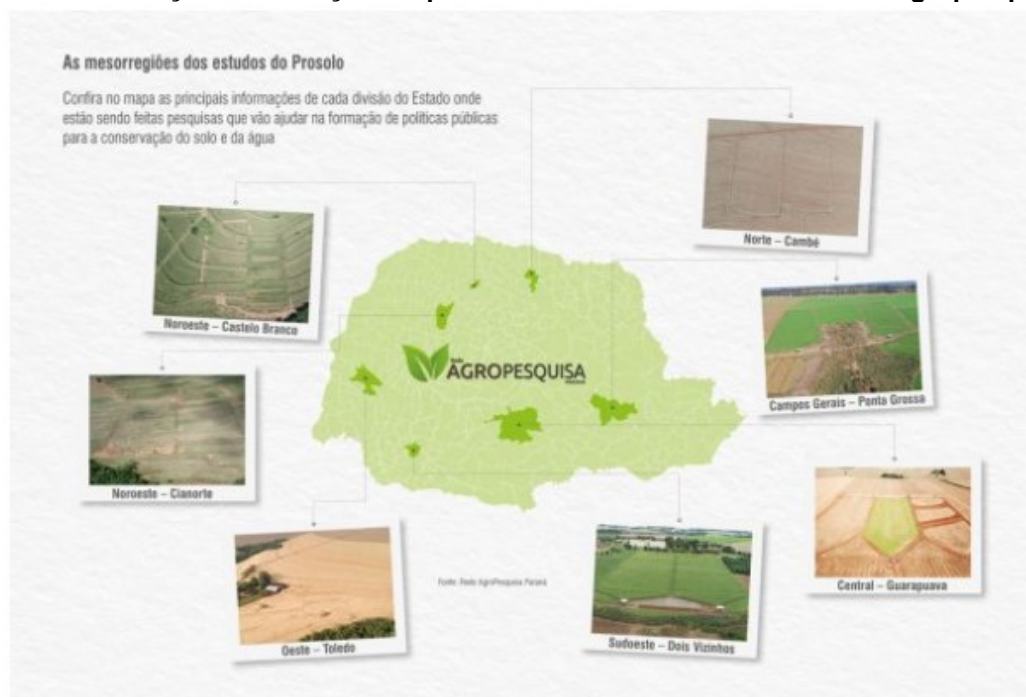 As mesorregiões dos estudos do Prosolo
Confira no mapa as principais informações de cada divisão do Estado onde
estão sendo feitas pesquisas que vão ajudar na formação de políticas públicas
para a conservação do solo e da água
Norte – Cambé
Noroeste – Castelo Branco
AGROPESQUISA
Campos Gerais – Ponta Grossa
Noroeste – Cianorte
Central – Guarapuava
Fonte: Rede AgroPesquisa Paraná
Sudoeste – Dois Vizinhos
Oeste – Toledo